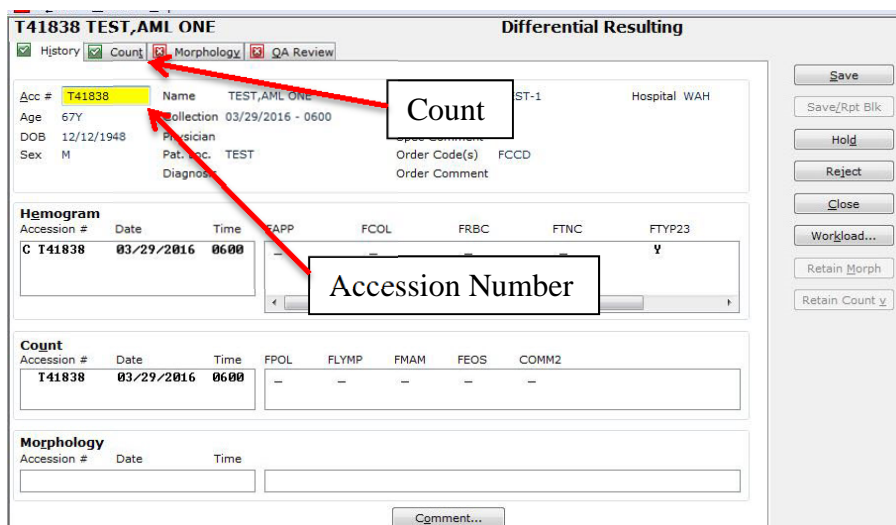 T41838 TEST,AML ONE Differential Resulting
History Count Morphology QA Review
Save
Acc # T41838 Name TEST,AML ONE ST-1 Hospital WAH
Save/Rpt Blk
Age 67Y Collection 03/29/2016 - 0600
DOB 12/12/1948 Physician
Hold
Sex M Pat. Loc. TEST Order Code(s) FCCD
Diagnosis Order Comment
Reject
Count
Close
Hemogram
Accession # Date Time FAPP FCOL FRBC FTNC FTYP23
Workload...
C T41838 03/29/2016 0600 _ _ _ _ Y
Retain Morph
Accession Number
Retain Count v
Count
Accession # Date Time FPOL FLYMP FMAM FEOS COMM2
T41838 03/29/2016 0600 _ _ _ _ _
Morphology
Accession # Date Time
Comment...